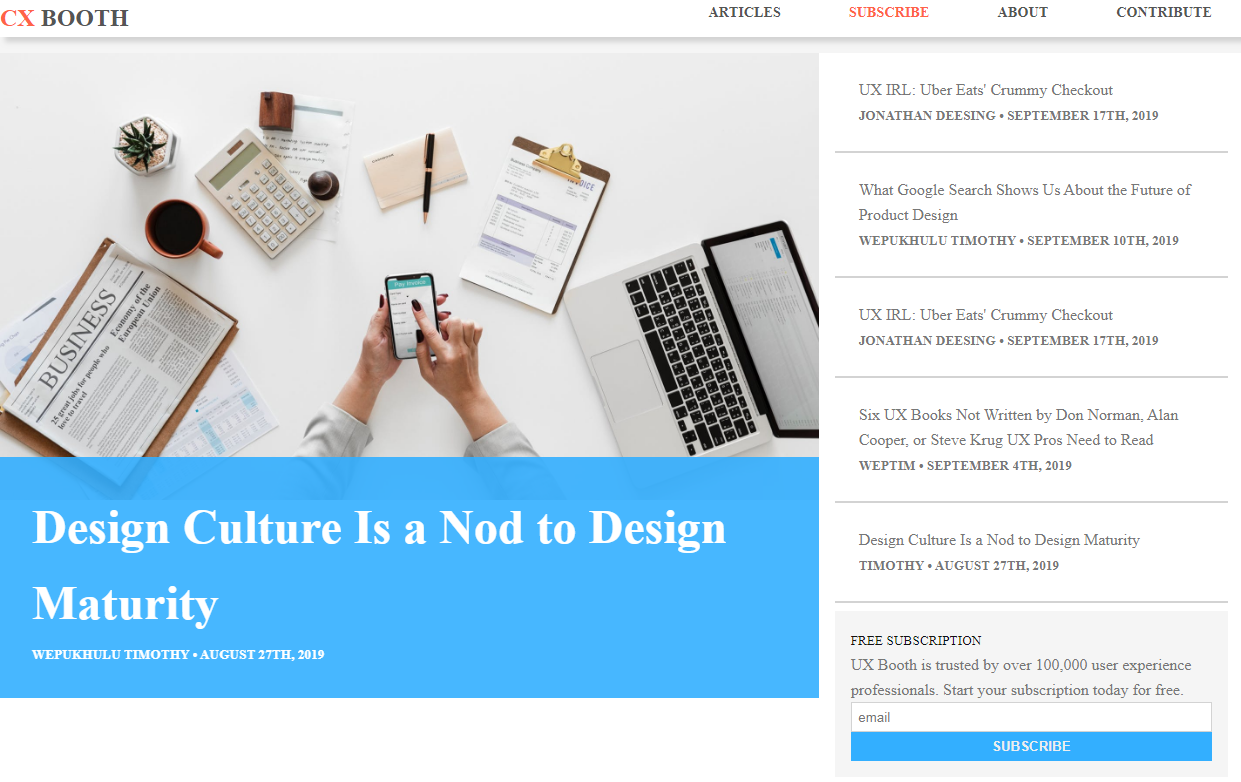 CX BOOTH
ARTICLES
SUBSCRIBE
ABOUT
CONTRIBUTE
BUSINESS
Economy of the
European Union
25 great jobs for people who
love to travel
INVOICE
Pay Invoice
Design Culture Is a Nod to Design
Maturity
WEPUKHULU TIMOTHY • AUGUST 27TH, 2019
UX IRL: Uber Eats' Crummy Checkout
JONATHAN DEESING • SEPTEMBER 17TH, 2019
What Google Search Shows Us About the Future of
Product Design
WEPUKHULU TIMOTHY • SEPTEMBER 10TH, 2019
UX IRL: Uber Eats' Crummy Checkout
JONATHAN DEESING • SEPTEMBER 17TH, 2019
Six UX Books Not Written by Don Norman, Alan
Cooper, or Steve Krug UX Pros Need to Read
WEPTIM • SEPTEMBER 4TH, 2019
Design Culture Is a Nod to Design Maturity
TIMOTHY • AUGUST 27TH, 2019
FREE SUBSCRIPTION
UX Booth is trusted by over 100,000 user experience
professionals. Start your subscription today for free.
email
SUBSCRIBE